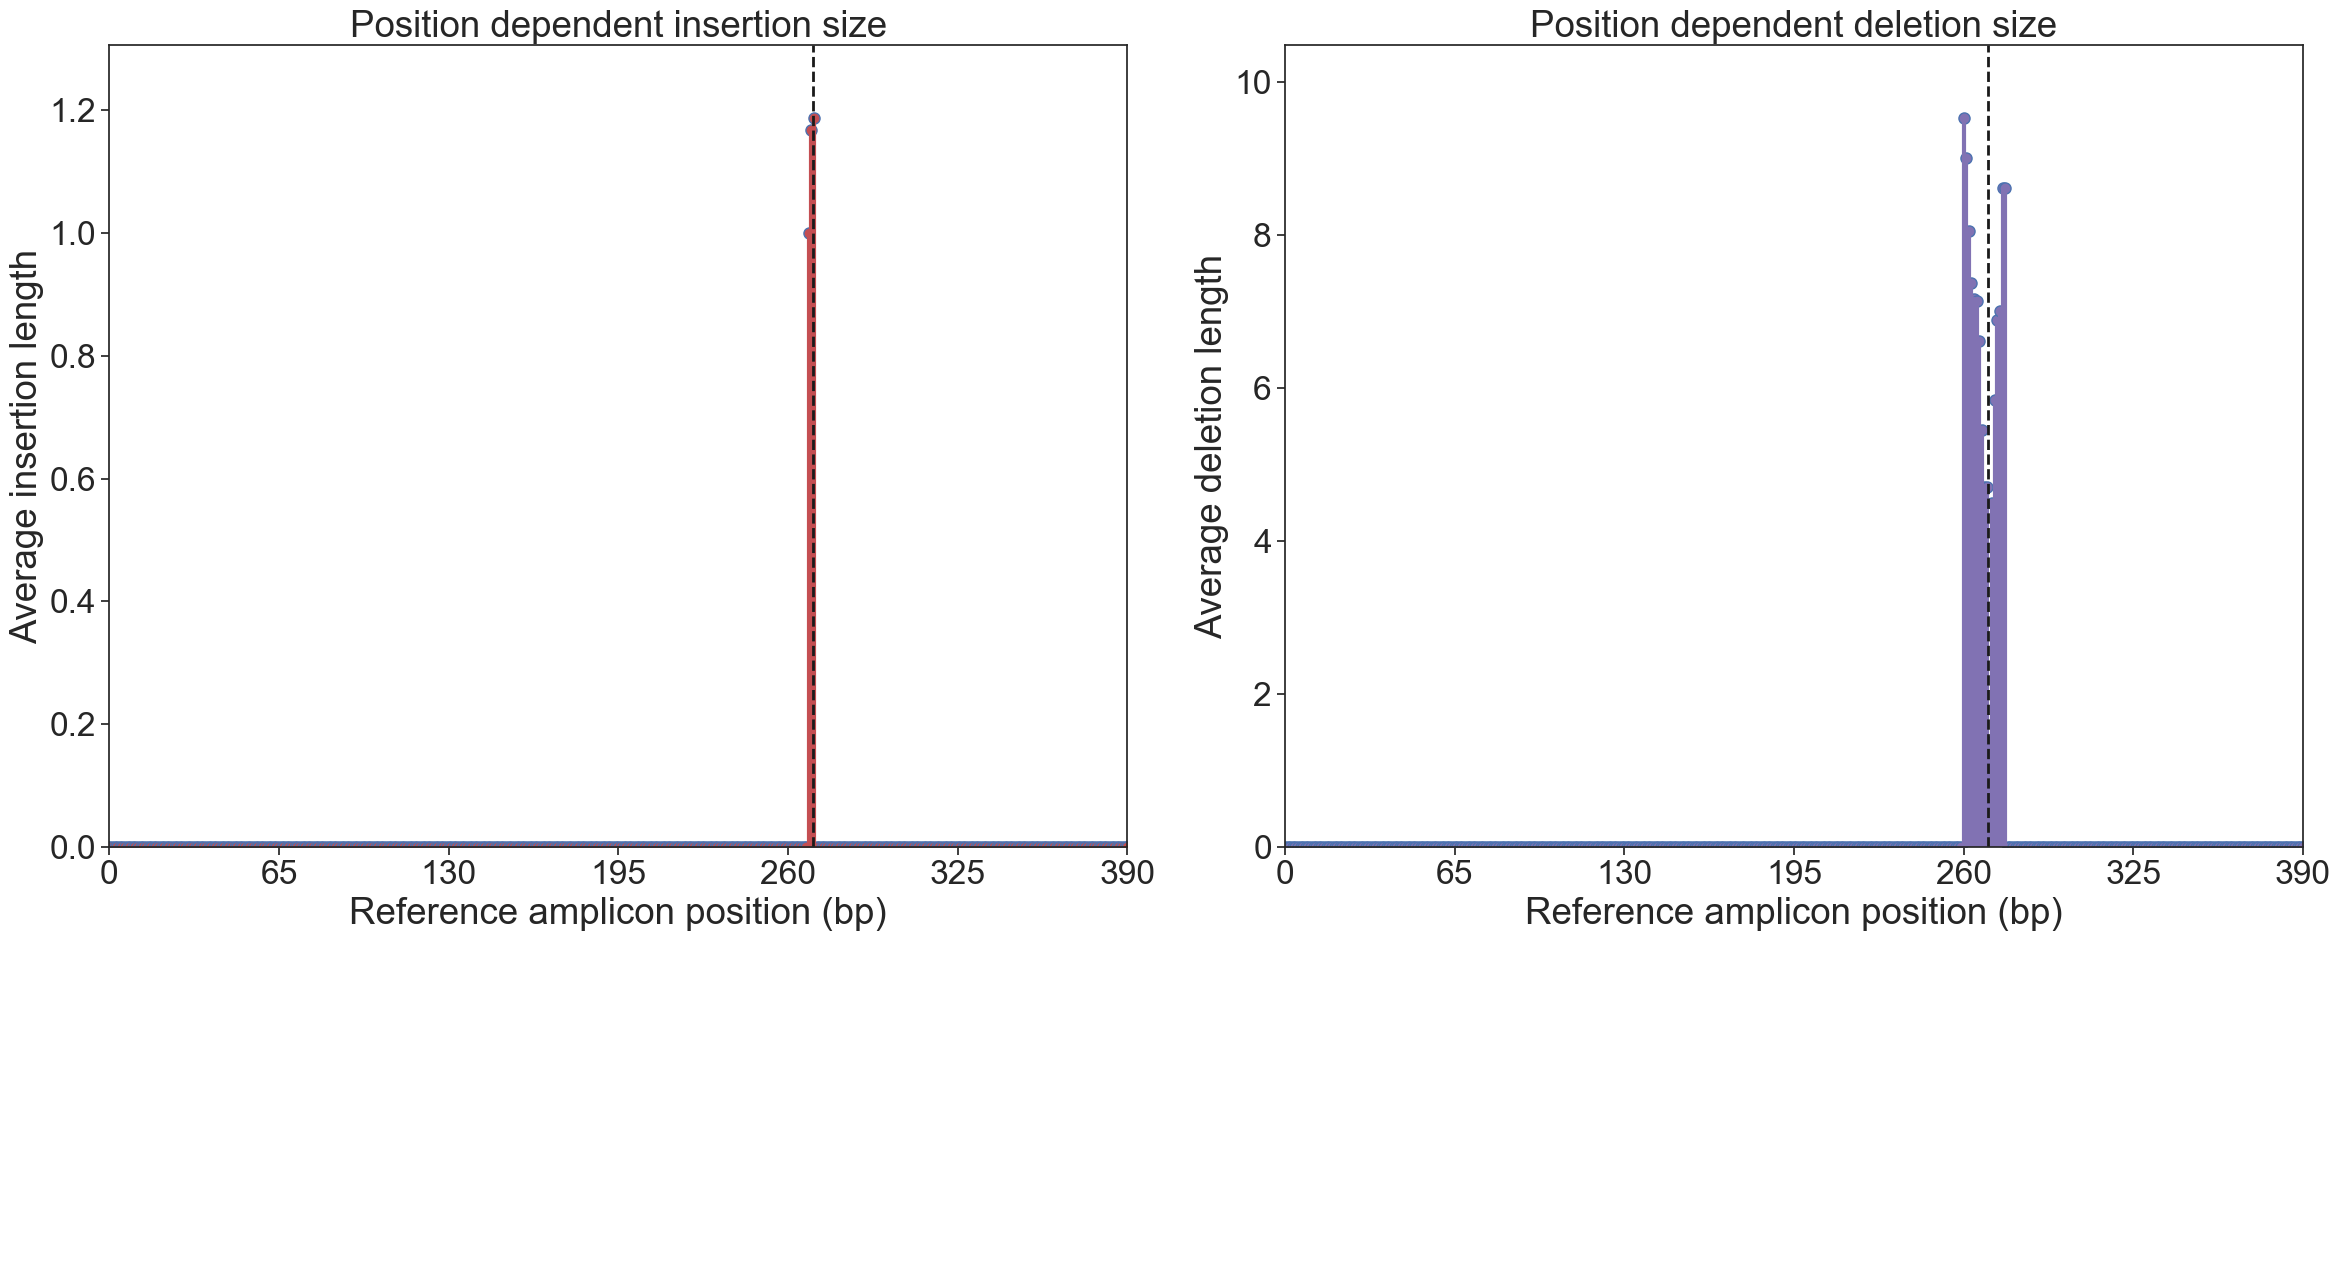 Position dependent insertion size
Average insertion length
1.2
1.0
0.8
0.6
0.4
0.2
0.0
0 65 130 195 260 325 390
Reference amplicon position (bp)
Position dependent deletion size
Average deletion length
10
8
6
4
2
0
0 65 130 195 260 325 390
Reference amplicon position (bp)